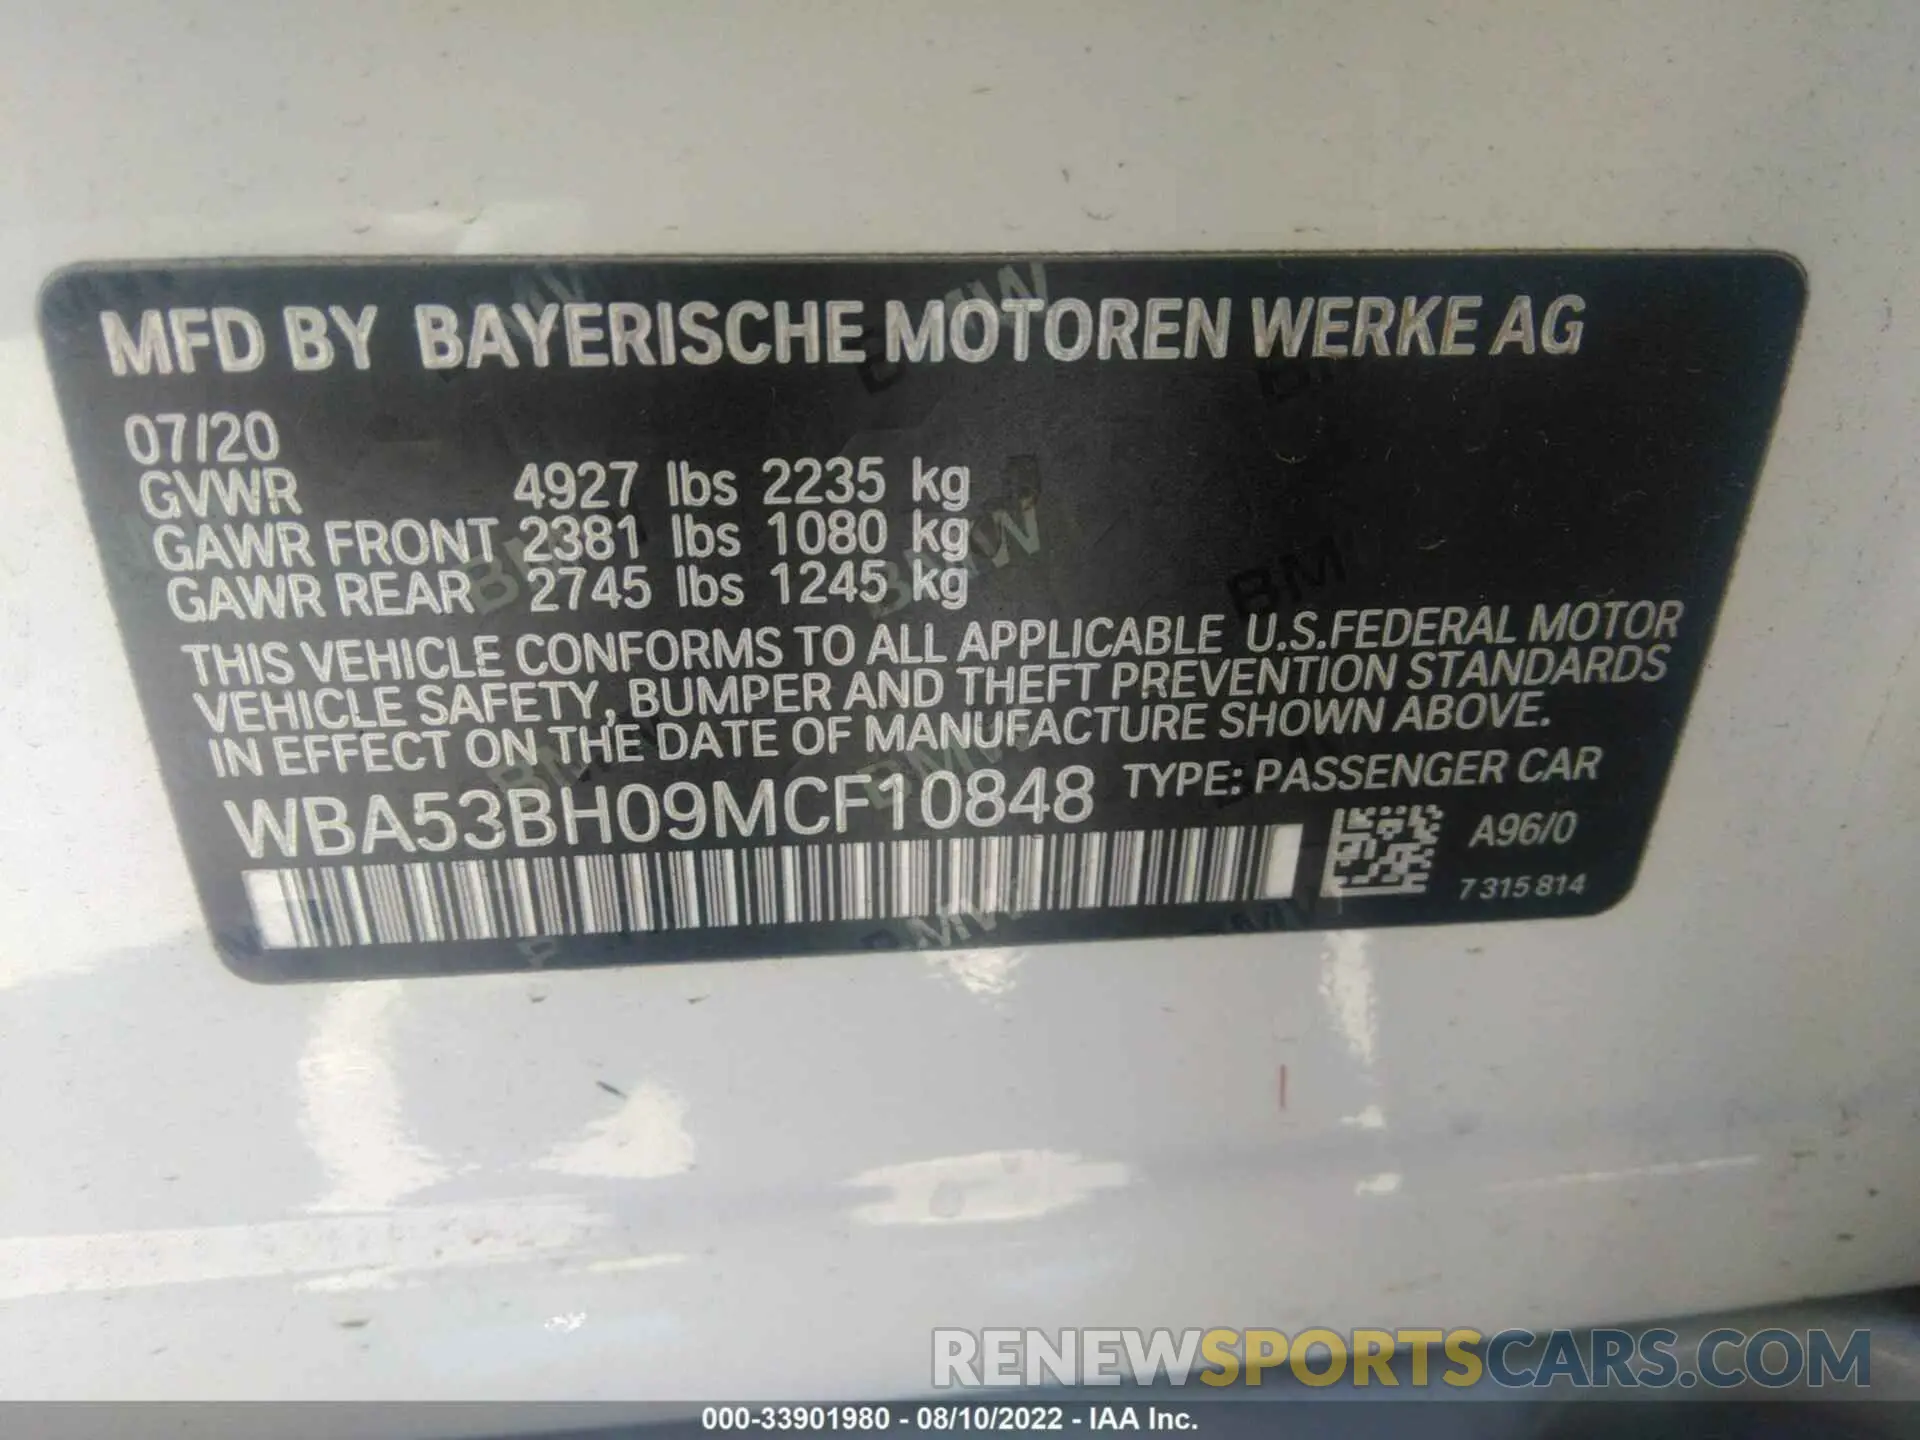 MFD BY BAYERISCHE MOTOREN WERKE AG
07/20
GVWR 4927 lbs 2235 kg
GAWR FRONT 2381 lbs 1080 kg
GAWR REAR 2745 lbs 1245 kg
THIS VEHICLE CONFORMS TO ALL APPLICABLE U.S.FEDERAL MOTOR
VEHICLE SAFETY, BUMPER AND THEFT PREVENTION STANDARDS
IN EFFECT ON THE DATE OF MANUFACTURE SHOWN ABOVE.
WBA53BH09MCF10848 TYPE: PASSENGER CAR
A96/0
7 315 814
RENEWSPORTSCARS.COM
000-33901980 - 08/10/2022 - IAA Inc.